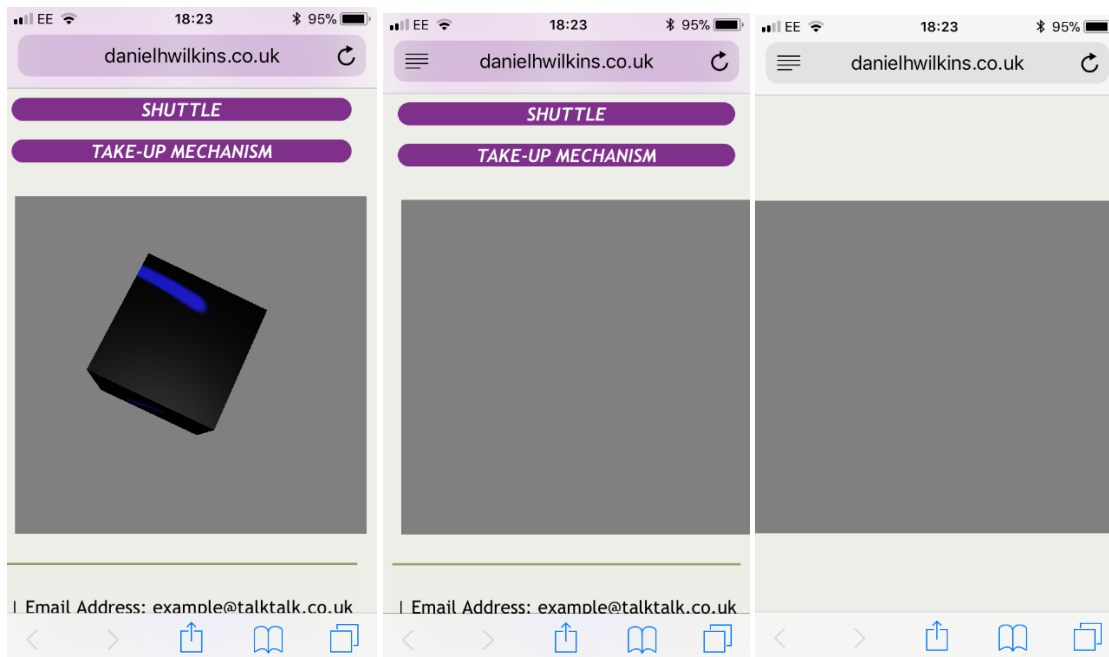 EE 18:23 95%
danielhwilkins.co.uk
SHUTTLE
TAKE-UP MECHANISM
| Email Address: example@talktalk.co.uk
EE 18:23 95%
danielhwilkins.co.uk
SHUTTLE
TAKE-UP MECHANISM
| Email Address: example@talktalk.co.uk
EE 18:23 95%
danielhwilkins.co.uk